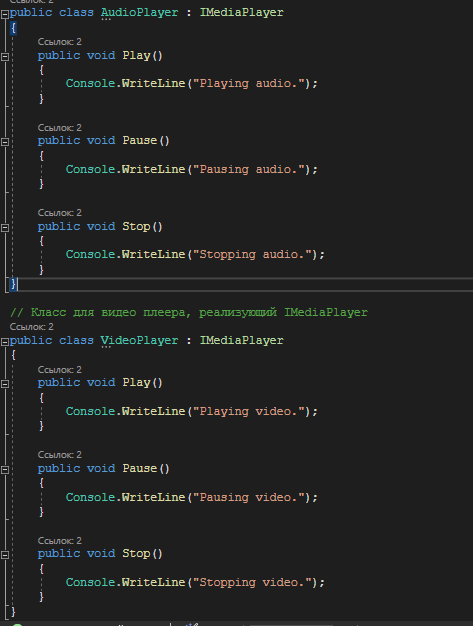 Ссылок: 2
public class AudioPlayer : IMediaPlayer
{
Ссылок: 2
public void Play()
{
Console.WriteLine("Playing audio.");
}
Ссылок: 2
public void Pause()
{
Console.WriteLine("Pausing audio.");
}
Ссылок: 2
public void Stop()
{
Console.WriteLine("Stopping audio.");
}
}
// Класс для видео плеера, реализующий IMediaPlayer
Ссылок: 2
public class VideoPlayer : IMediaPlayer
{
Ссылок: 2
public void Play()
{
Console.WriteLine("Playing video.");
}
Ссылок: 2
public void Pause()
{
Console.WriteLine("Pausing video.");
}
Ссылок: 2
public void Stop()
{
Console.WriteLine("Stopping video.");
}
}